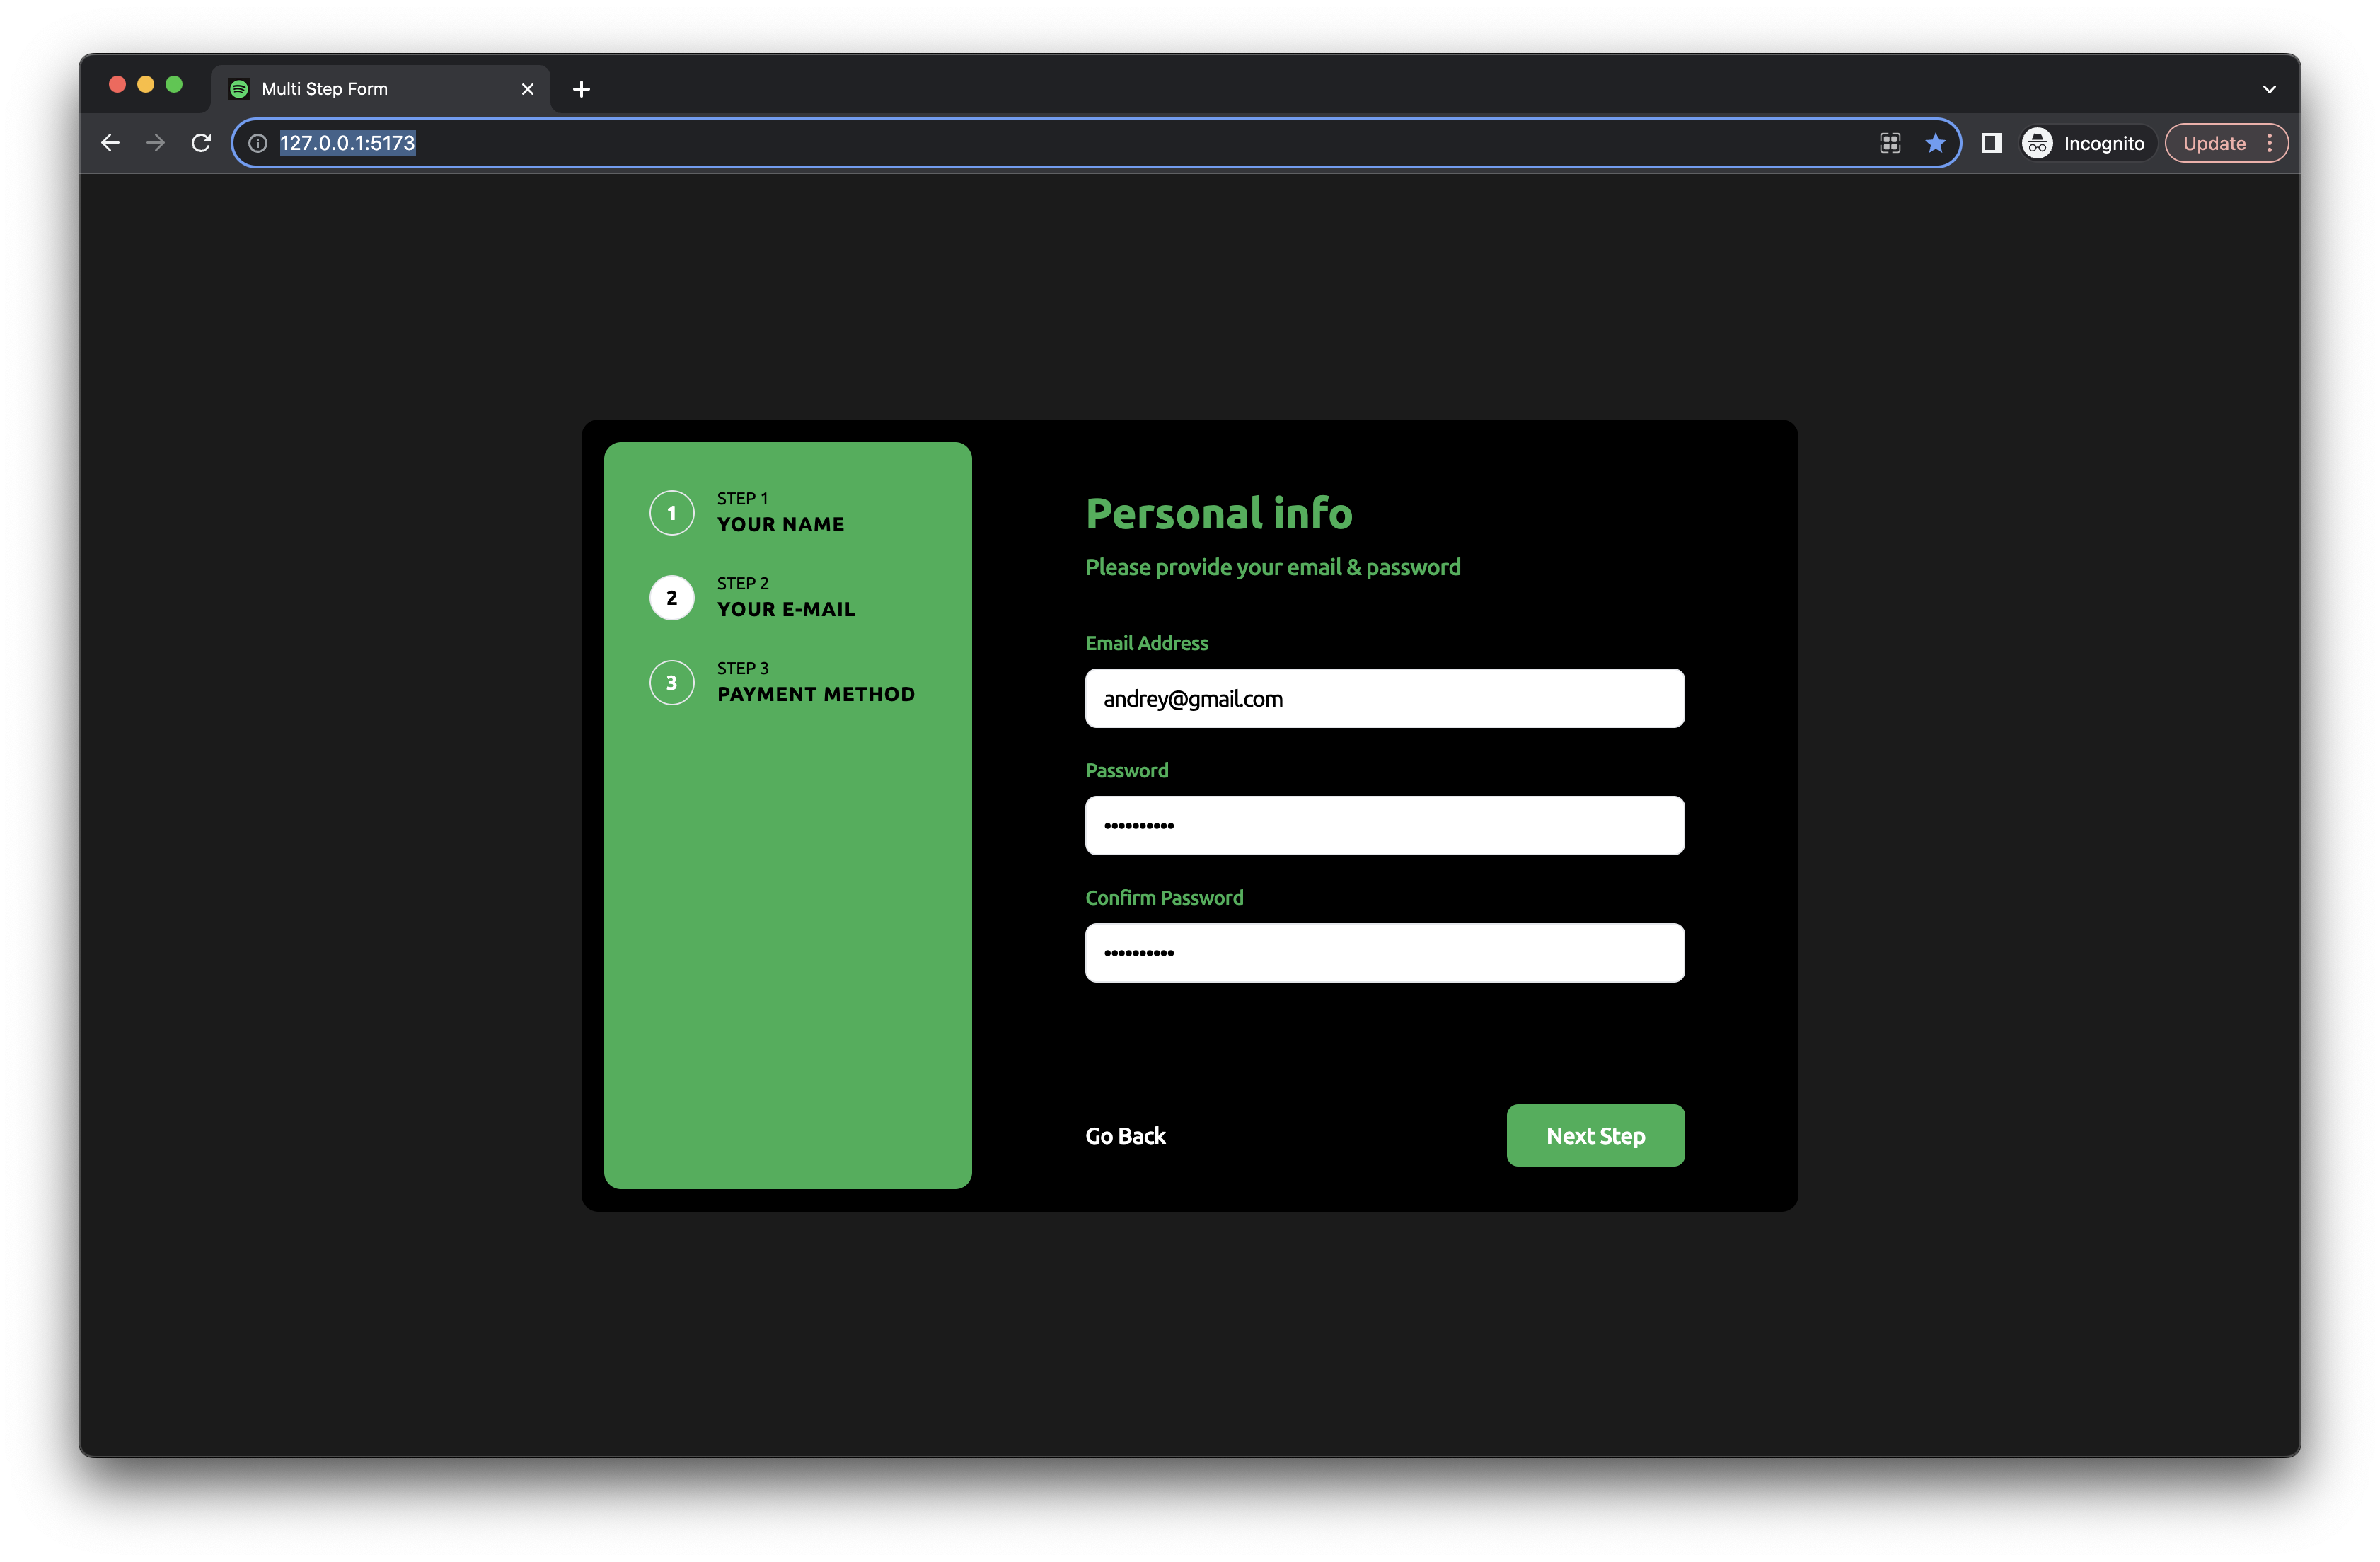 Multi Step Form
127.0.0.1:5173
Incognito
Update
1
STEP 1
YOUR NAME
2
STEP 2
YOUR E-MAIL
3
STEP 3
PAYMENT METHOD
Personal info
Please provide your email & password
Email Address
andrey@gmail.com
Password
••••••••••
Confirm Password
••••••••••
Go Back
Next Step